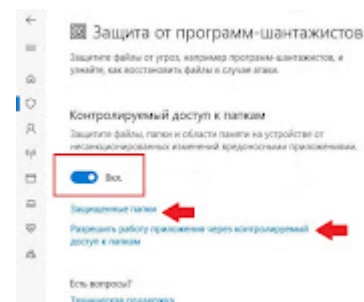 Защита от программ-шантажистов
Защитите файлы от угроз, например программ-шантажистов, и
узнайте, как восстановить файлы в случае атаки.
Контролируемый доступ к папкам
Защитите файлы, папки и области памяти на устройстве от
несанкционированных изменений вредоносными приложениями.
Вкл.
Защищенные папки
Разрешить работу приложения через контролируемый
доступ к папкам
Есть вопросы?
Техническая поддержка